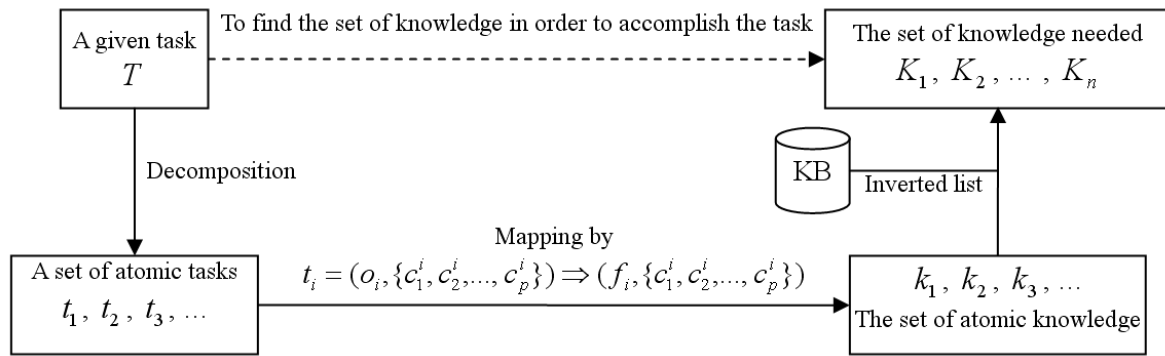 A given task
T
To find the set of knowledge in order to accomplish the task
The set of knowledge needed
K₁, K₂, ... , Kₙ
Decomposition
KB
Inverted list
Mapping by
tᵢ = (oᵢ,{c₁ⁱ,c₂ⁱ,...,cₚⁱ}) ⇒ (fᵢ,{c₁ⁱ,c₂ⁱ,...,cₚⁱ})
A set of atomic tasks
t₁, t₂, t₃, ...
k₁, k₂, k₃, ...
The set of atomic knowledge